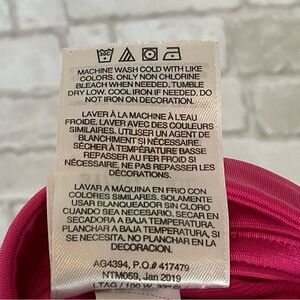 MACHINE WASH COLD WITH LIKE
COLORS, ONLY NON CHLORINE
BLEACH WHEN NEEDED, TUMBLE
DRY LOW. COOL IRON IF NEEDED. DO
NOT IRON ON DECORATION.
LAVER À LA MACHINE À L'EAU
FROIDE, LAVER AVEC DES COULEURS
SIMILAIRES. UTILISER UN AGENT DE
BLANCHIMENT SI NÉCESSAIRE
SÉCHER À TEMPÉRATURE BASSE
REPASSER AU FER FROID SI
NÉCESSAIRE. NE PAS REPASSER LES
DÉCORATIONS.
LAVAR A MÁQUINA EN FRIO CON
COLORES SIMILARES. SOLAMENTE
USAR BLANQUEADOR SIN CLORO
CUANDO SEA NECESARIO. SECAR EN
SECADORA A BAJA TEMPERATURA.
PLANCHAR A BAJA TEMPERATURA SI
SE NECESITA. NO PLANCHAR EN LA
DECORACION.
AG4394, P.O.# 417479
NTM059, Jan 2019